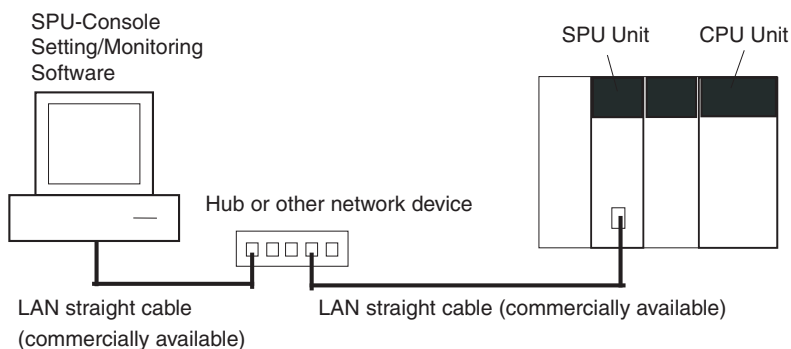 SPU-Console
Setting/Monitoring
Software
SPU Unit
CPU Unit
Hub or other network device
LAN straight cable
(commercially available)
LAN straight cable (commercially available)